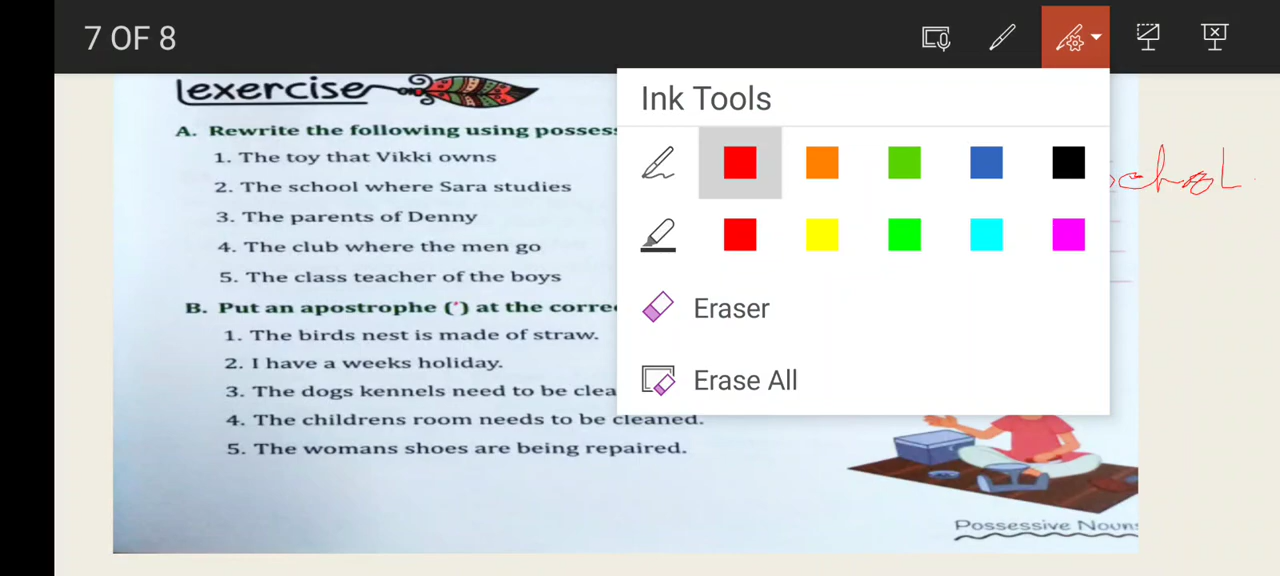 7 OF 8
Ink Tools
exercise
A. Rewrite the following using possess
1. The toy that Vikki owns
2. The school where Sara studies
3. The parents of Denny
4. The club where the men go
5. The class teacher of the boys
B. Put an apostrophe (') at the corre
1. The birds nest is made of straw.
2. I have a weeks holiday.
3. The dogs kennels need to be clea
4. The childrens room needs to be cleaned.
5. The womans shoes are being repaired.
Eraser
Erase All
Possessive Noun